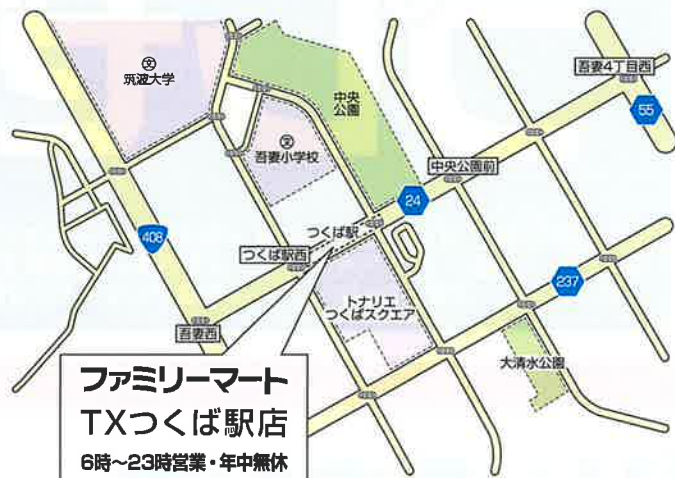 筑波大学
中央
公園
吾妻4丁目西
55
吾妻小学校
中央公園前
24
つくば駅
408
つくば駅西
237
トナリエ
つくばスクエア
吾妻西
大清水公園
ファミリーマート
TXつくば駅店
6時～23時営業・年中無休